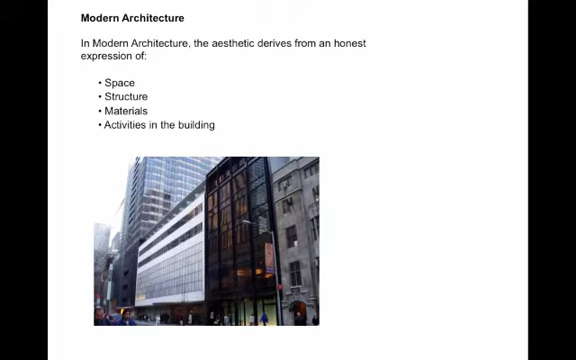 Modern Architecture
In Modern Architecture, the aesthetic derives from an honest
expression of:
• Space
• Structure
• Materials
• Activities in the building